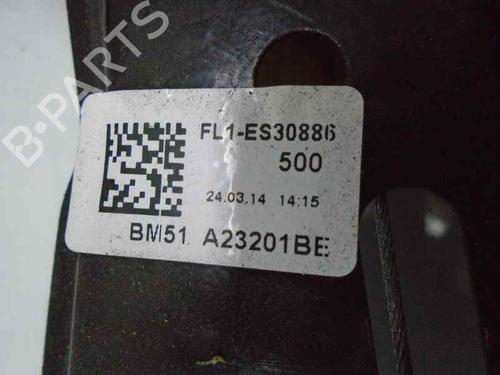 B-PARTS
FL1-ES30886
500
24.03.14 14:15
BM51 A23201BE